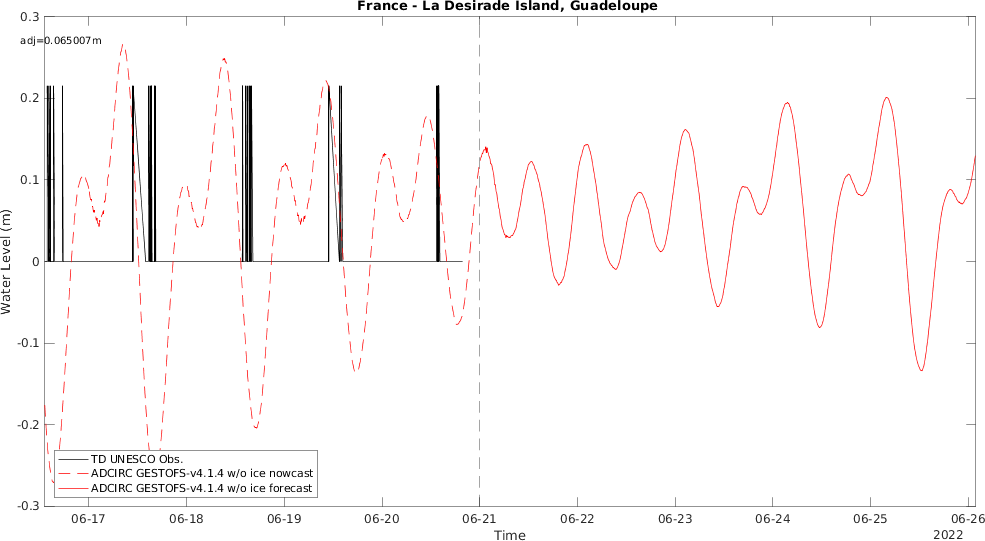 France - La Desirade Island, Guadeloupe
adj=0.065007m
0.3
0.2
0.1
0
-0.1
-0.2
-0.3
Water Level (m)
TD UNESCO Obs.
ADCIRC GESTOFS-v4.1.4 w/o ice nowcast
ADCIRC GESTOFS-v4.1.4 w/o ice forecast
06-17 06-18 06-19 06-20 06-21 06-22 06-23 06-24 06-25 06-26
Time
2022